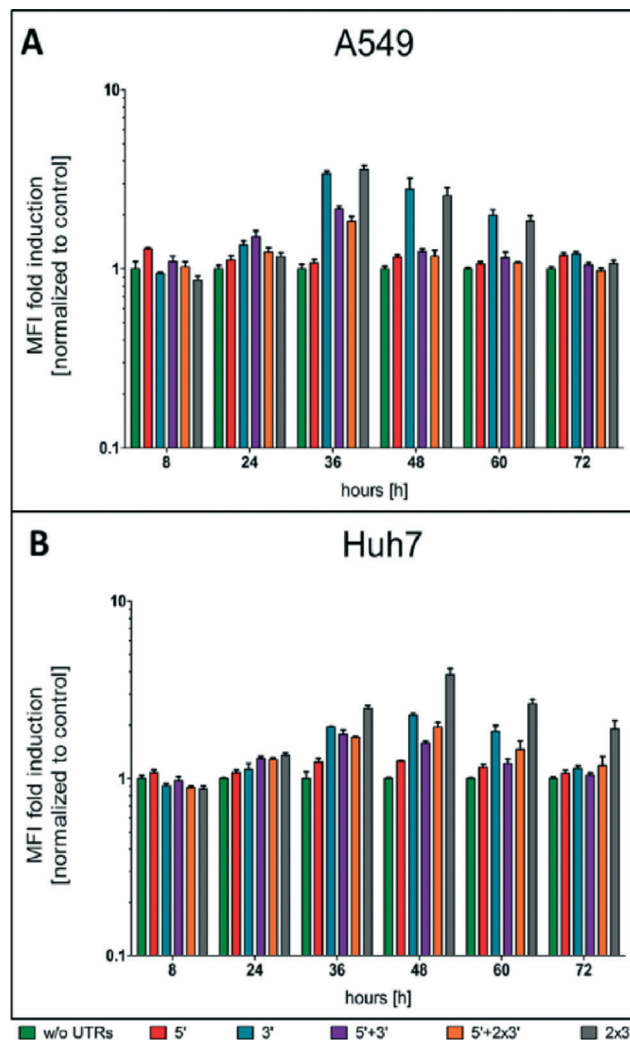 A
A549
10
1
0.1
MFI fold induction
[normalized to control]
8 24 36 48 60 72
hours [h]
B
Huh7
10
1
0.1
MFI fold induction
[normalized to control]
8 24 36 48 60 72
hours [h]
w/o UTRs 5' 3' 5'+3' 5'+2x3' 2x3